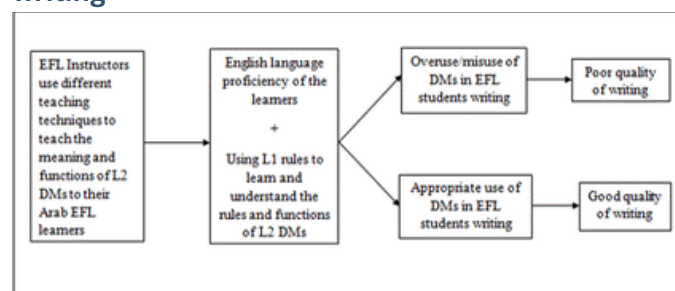 EFL Instructors
use different
teaching
techniques to
teach the
meaning and
functions of L2
DMs to their
Arab EFL
learners
English language
proficiency of the
learners
+
Using L1 rules to
learn and
understand the
rules and functions
of L2 DMs
Overuse/misuse of
DMs in EFL
students writing
Poor quality
of writing
Appropriate use of
DMs in EFL
students writing
Good quality
of writing